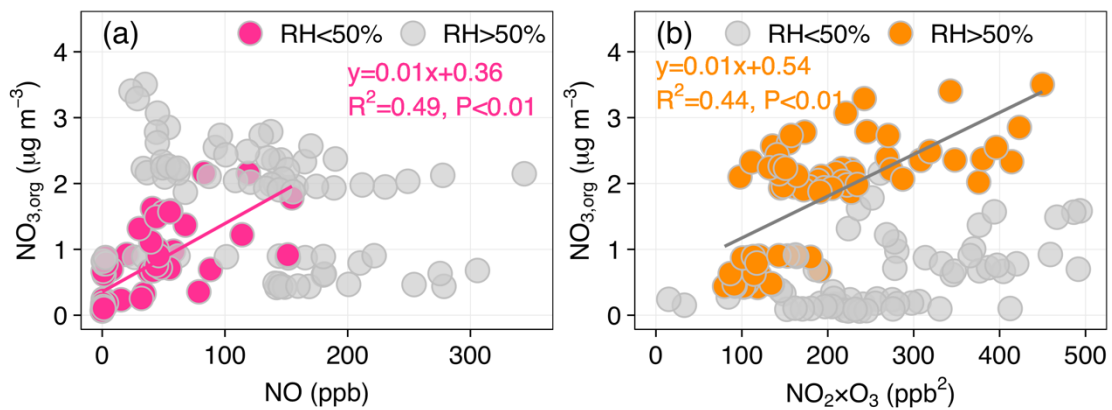 (a) RH<50% RH>50%
y=0.01x+0.36
R²=0.49, P<0.01
4
3
2
1
0
NO₃,org (μg m⁻³)
0 100 200 300
NO (ppb)
(b) RH<50% RH>50%
y=0.01x+0.54
R²=0.44, P<0.01
4
3
2
1
0
NO₃,org (μg m⁻³)
0 100 200 300 400 500
NO₂×O₃ (ppb²)